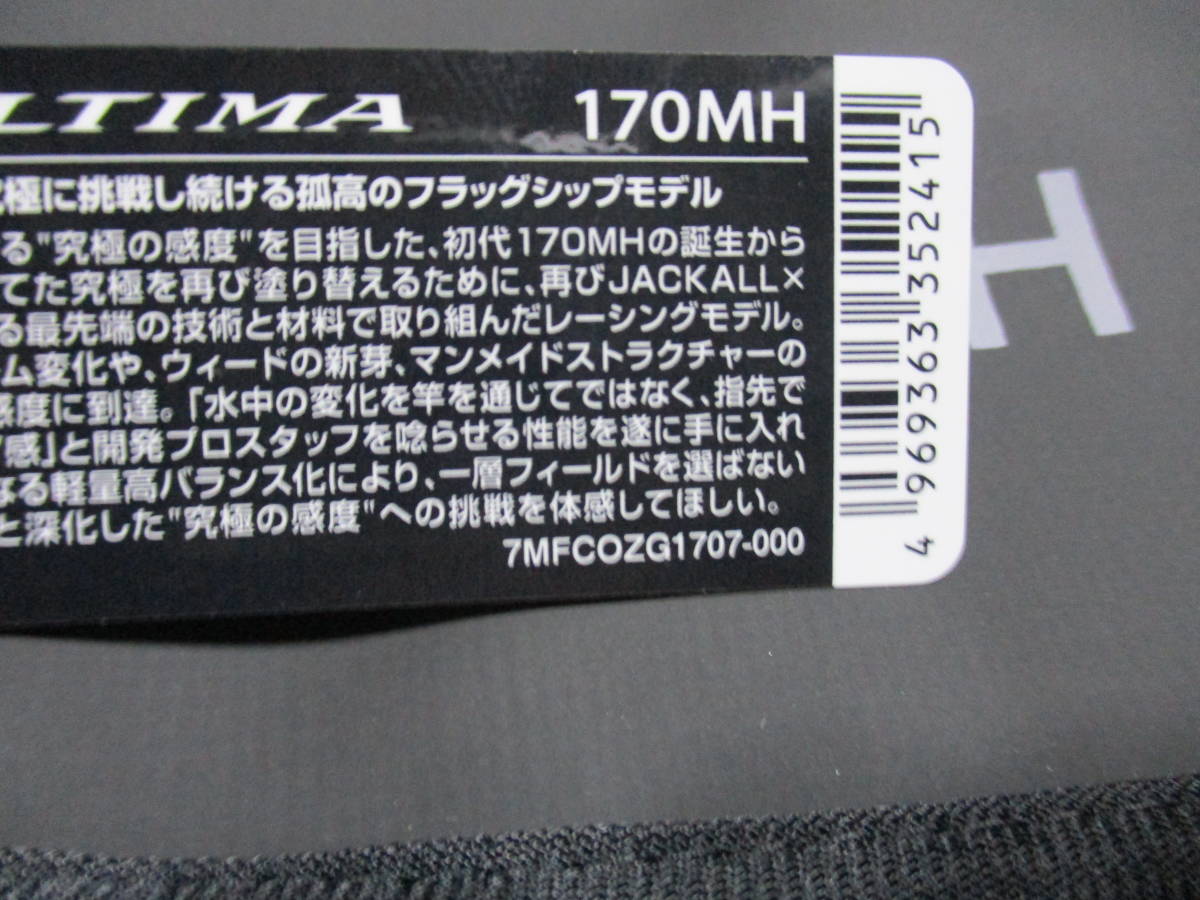 LTIMA 170MH
極に挑戦し続ける孤高のフラッグシップモデル
る"究極の感度"を目指した、初代170MHの誕生から
てた究極を再び塗り替えるために、再びJACKALL×
る最先端の技術と材料で取り組んだレーシングモデル。
ム変化や、ウィードの新芽、マンメイドストラクチャーの
感度に到達。「水中の変化を竿を通じてではなく、指先で
感」と開発プロスタッフを唸らせる性能を遂に手に入れ
なる軽量高バランス化により、一層フィールドを選ばない
と深化した"究極の感度"への挑戦を体感してほしい。
7MFCOZG1707-000
4 969363 352415
H